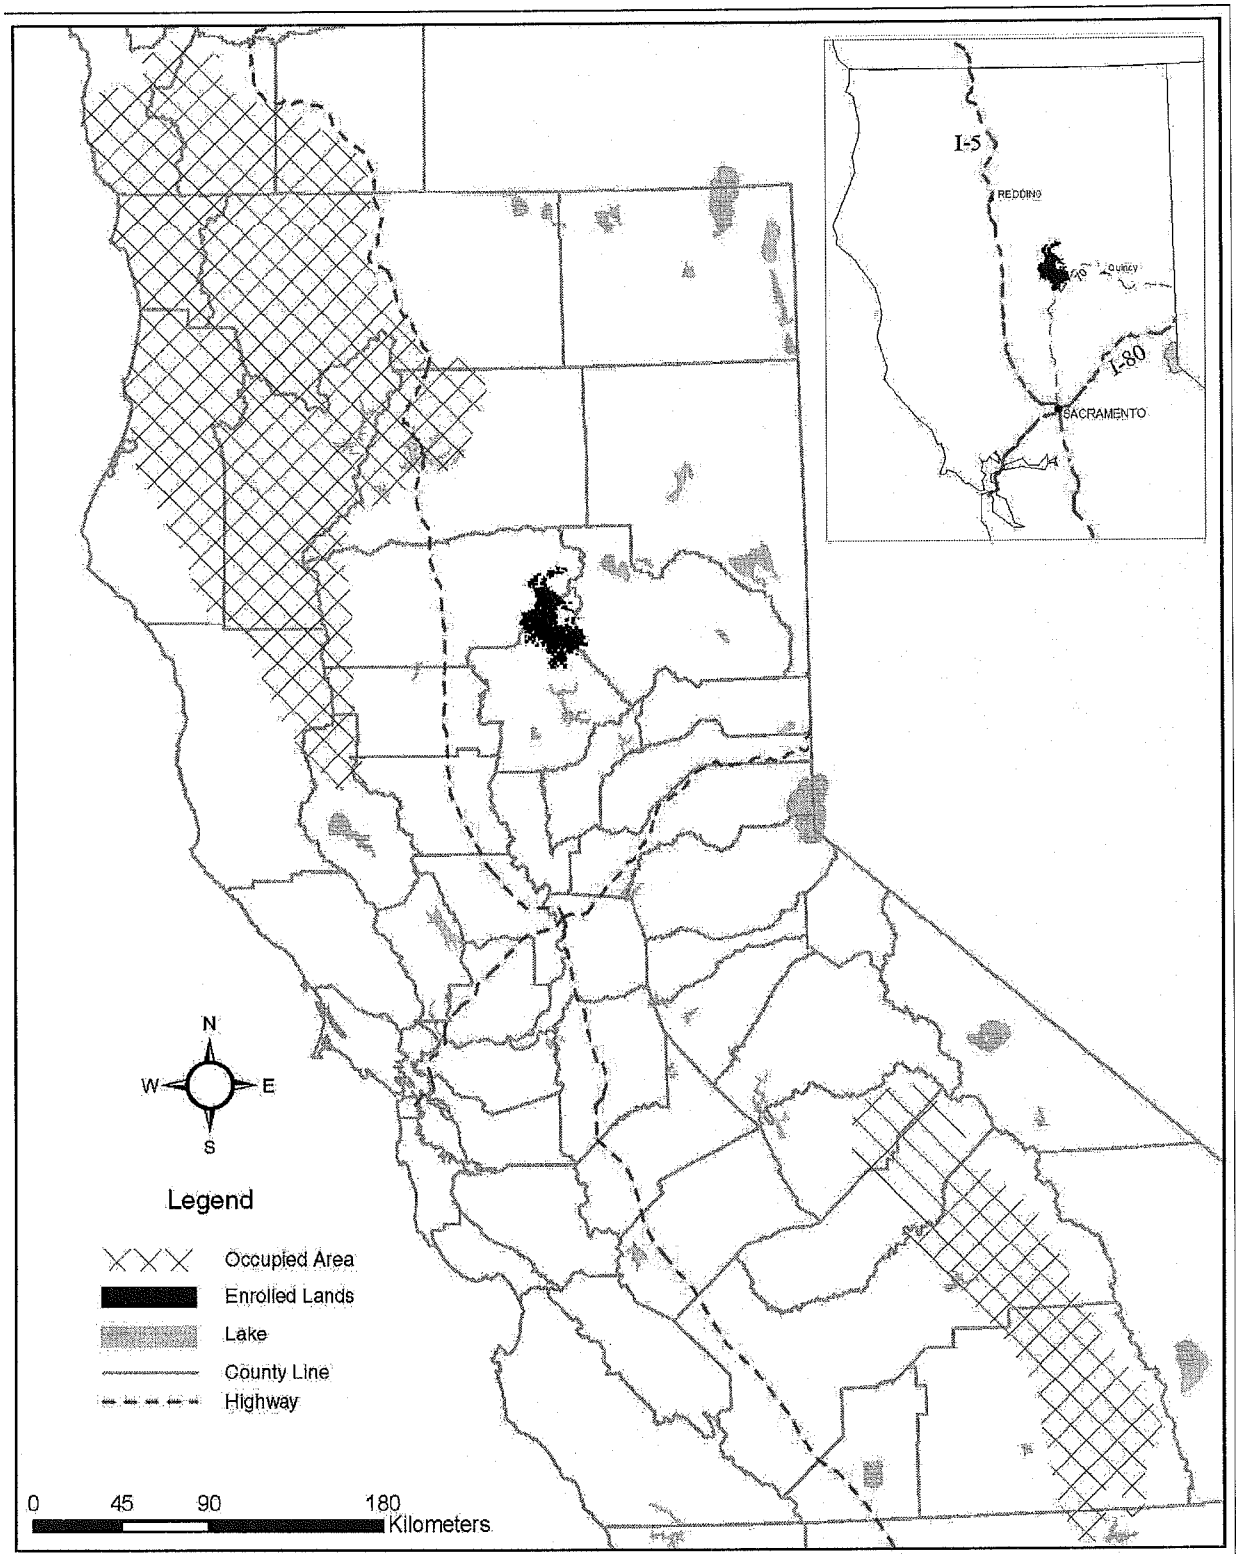 I-5
REDDING
70
Quincy
I-80
SACRAMENTO
N
W E
S
Legend
Occupied Area
Enrolled Lands
Lake
County Line
Highway
0 45 90 180
Kilometers